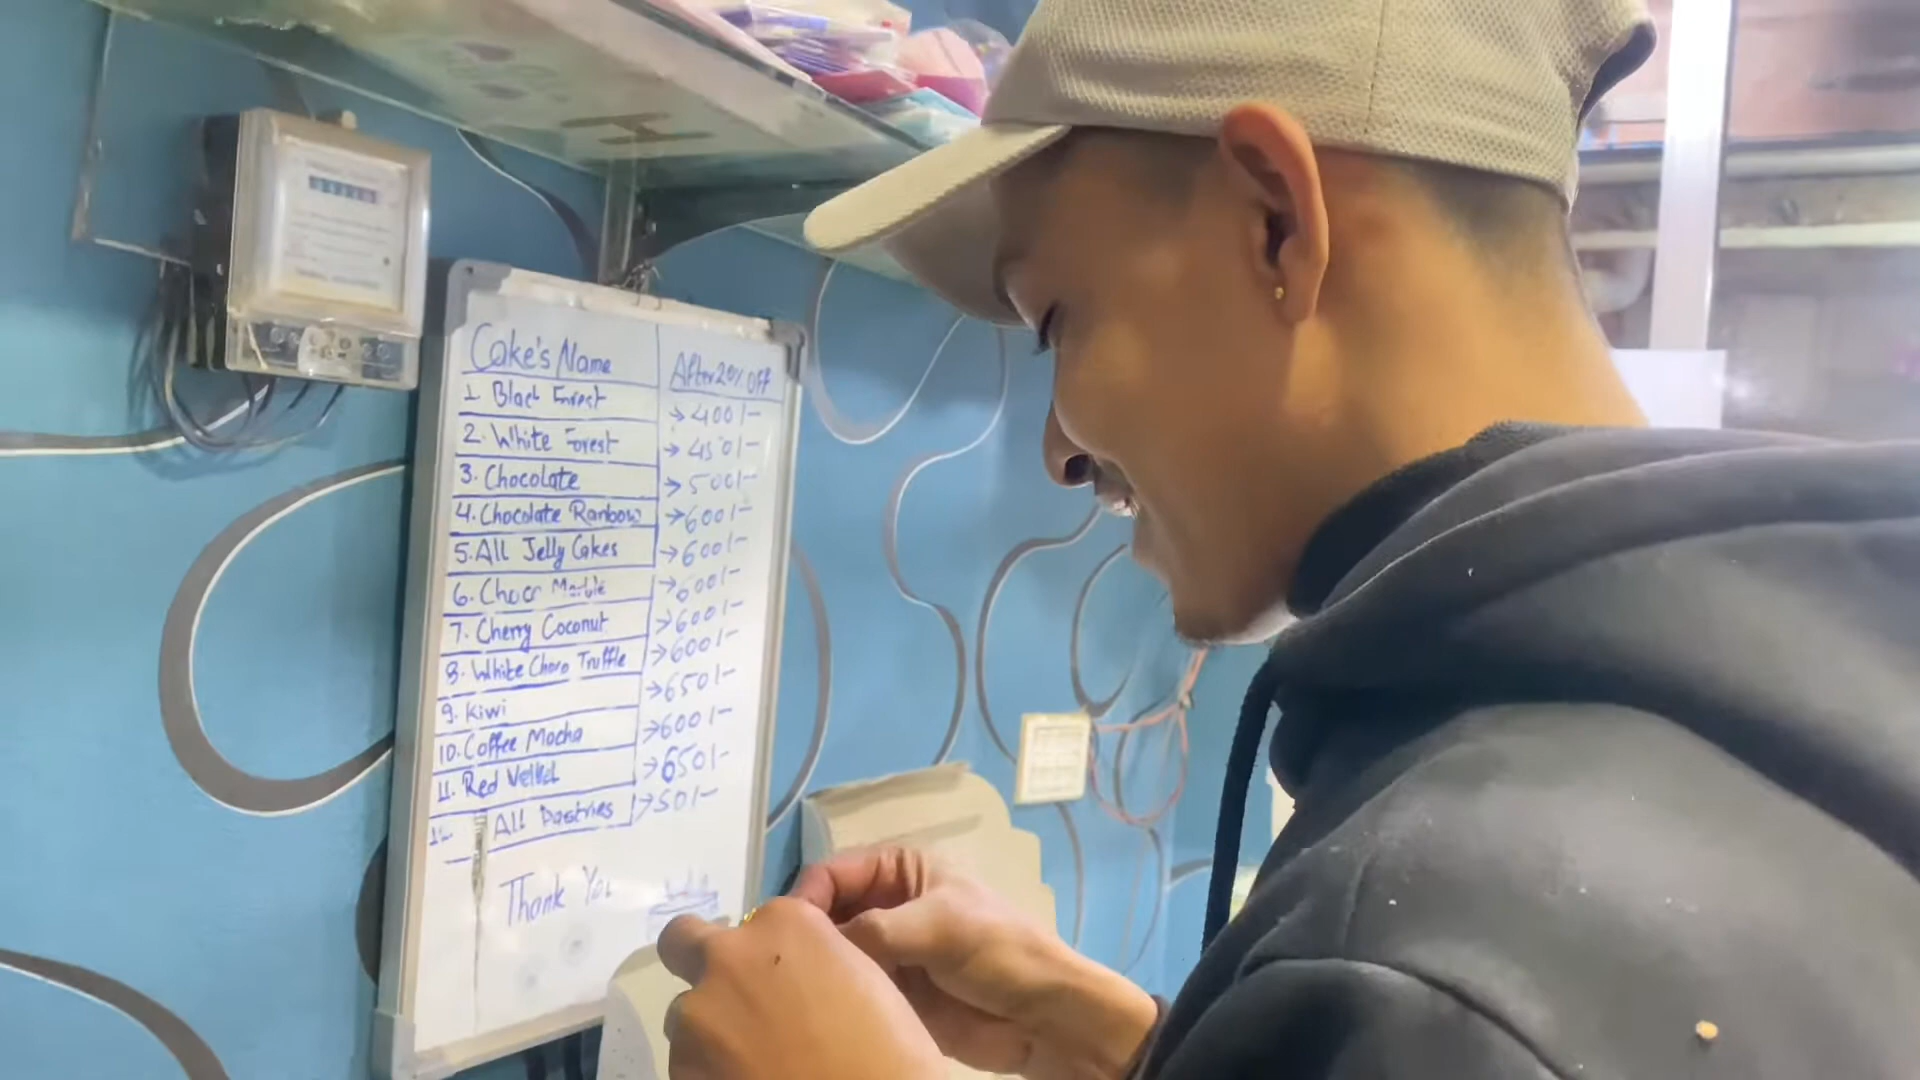 Cake's Name After 20% OFF
1. Black Forest → 400/-
2. White Forest → 450/-
3. Chocolate → 500/-
4. Chocolate Ranbow → 600/-
5. All Jelly Cakes → 600/-
6. Choco Marble → 600/-
7. Cherry Coconut → 600/-
8. White Choco Truffle → 600/-
9. Kiwi → 650/-
10. Coffee Mocha → 600/-
11. Red Velvet → 650/-
All Pastries → 50/-
Thank You